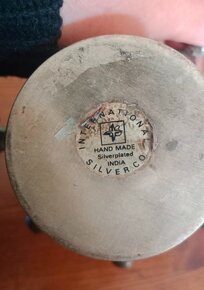 INTERNATIONAL
HAND MADE
Silverplated
INDIA
SILVER CO.